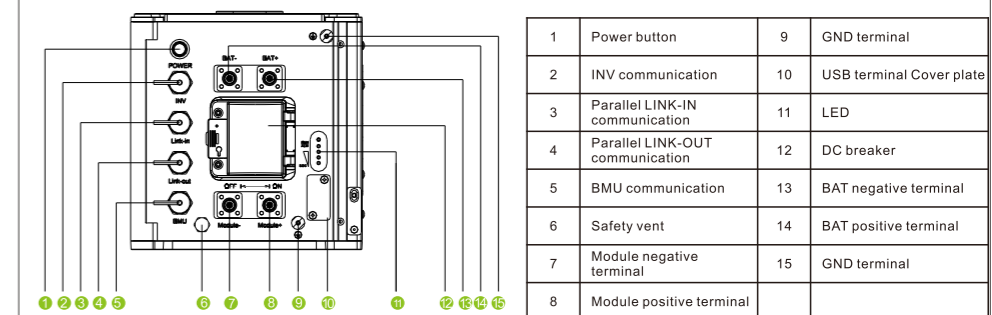 BAT- BAT+
POWER
INV
Link-in
Link-out
OFF ON
BMU
Module- Module+
1 2 3 4 5 6 7 8 9 10 11 12 13 14 15
1 Power button 9 GND terminal
2 INV communication 10 USB terminal Cover plate
3 Parallel LINK-IN
communication 11 LED
4 Parallel LINK-OUT
communication 12 DC breaker
5 BMU communication 13 BAT negative terminal
6 Safety vent 14 BAT positive terminal
7 Module negative
terminal 15 GND terminal
8 Module positive terminal